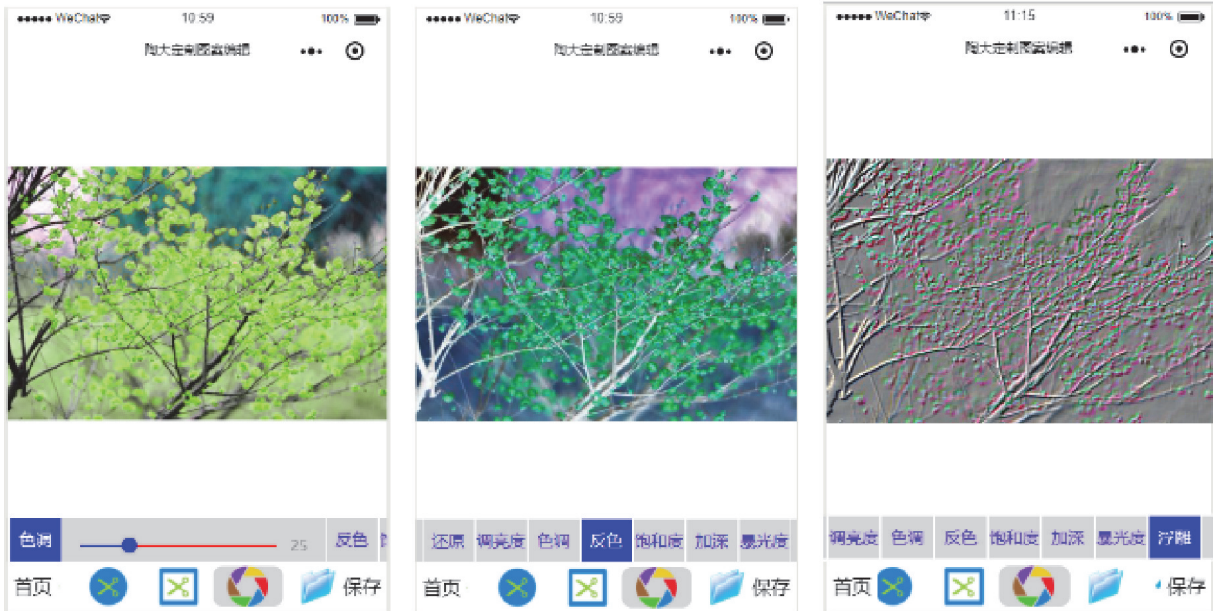 WeChat 10:59 100%
陶大定制图案编辑
色调 25 反色
首页 保存
WeChat 10:59 100%
陶大定制图案编辑
还原 调亮度 色调 反色 饱和度 加深 曝光度
首页 保存
WeChat 11:15 100%
陶大定制图案编辑
调亮度 色调 反色 饱和度 加深 曝光度 浮雕
首页 保存